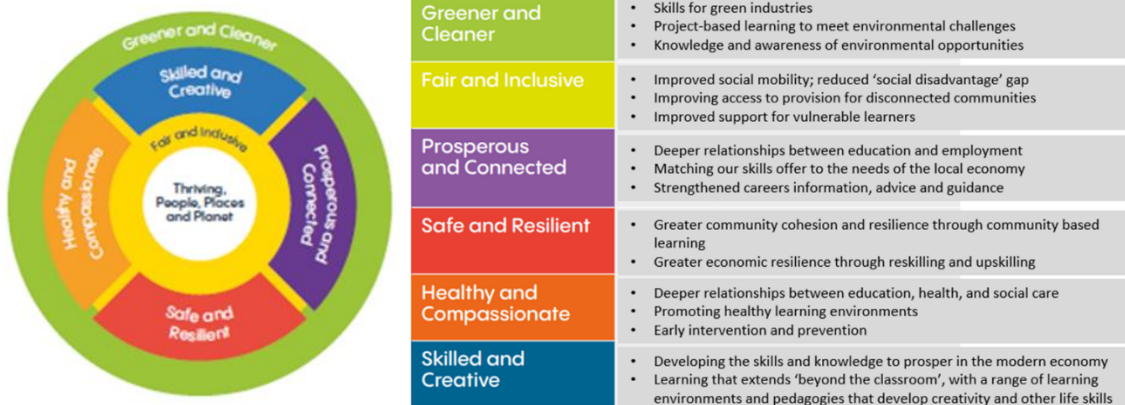 Greener and Cleaner
Skilled and
Creative
Fair and Inclusive
Healthy and
Compassionate
Prosperous and
Connected
Thriving,
People, Places
and Planet
Safe and
Resilient
Greener and
Cleaner
• Skills for green industries
• Project-based learning to meet environmental challenges
• Knowledge and awareness of environmental opportunities
Fair and Inclusive
• Improved social mobility; reduced ‘social disadvantage’ gap
• Improving access to provision for disconnected communities
• Improved support for vulnerable learners
Prosperous
and Connected
• Deeper relationships between education and employment
• Matching our skills offer to the needs of the local economy
• Strengthened careers information, advice and guidance
Safe and Resilient
• Greater community cohesion and resilience through community based
learning
• Greater economic resilience through reskilling and upskilling
Healthy and
Compassionate
• Deeper relationships between education, health, and social care
• Promoting healthy learning environments
• Early intervention and prevention
Skilled and
Creative
• Developing the skills and knowledge to prosper in the modern economy
• Learning that extends ‘beyond the classroom’, with a range of learning
environments and pedagogies that develop creativity and other life skills